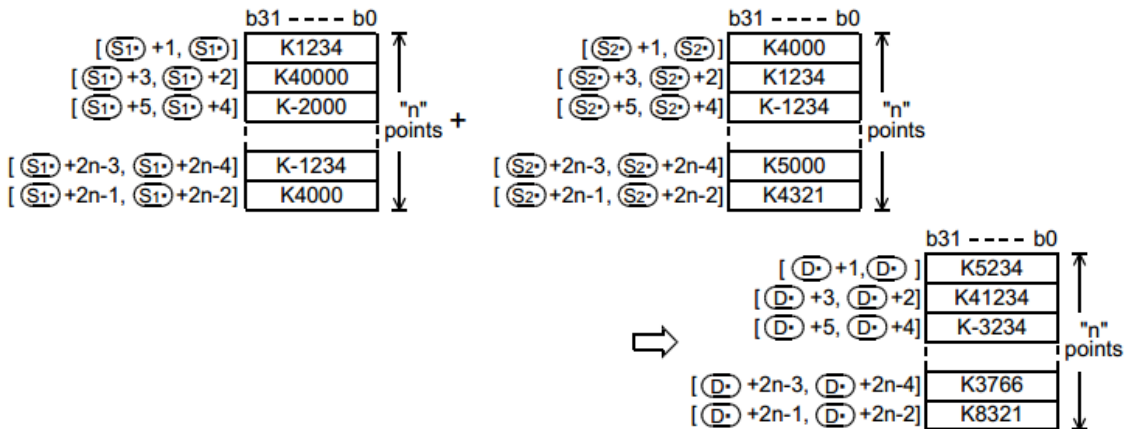 b31 ---- b0
[ S1• +1, S1• ] K1234
[ S1• +3, S1• +2] K40000
[ S1• +5, S1• +4] K-2000
"n" points
[ S1• +2n-3, S1• +2n-4] K-1234
[ S1• +2n-1, S1• +2n-2] K4000
+
b31 ---- b0
[ S2• +1, S2• ] K4000
[ S2• +3, S2• +2] K1234
[ S2• +5, S2• +4] K-1234
"n" points
[ S2• +2n-3, S2• +2n-4] K5000
[ S2• +2n-1, S2• +2n-2] K4321
b31 ---- b0
[ D• +1, D• ] K5234
[ D• +3, D• +2] K41234
[ D• +5, D• +4] K-3234
"n" points
[ D• +2n-3, D• +2n-4] K3766
[ D• +2n-1, D• +2n-2] K8321